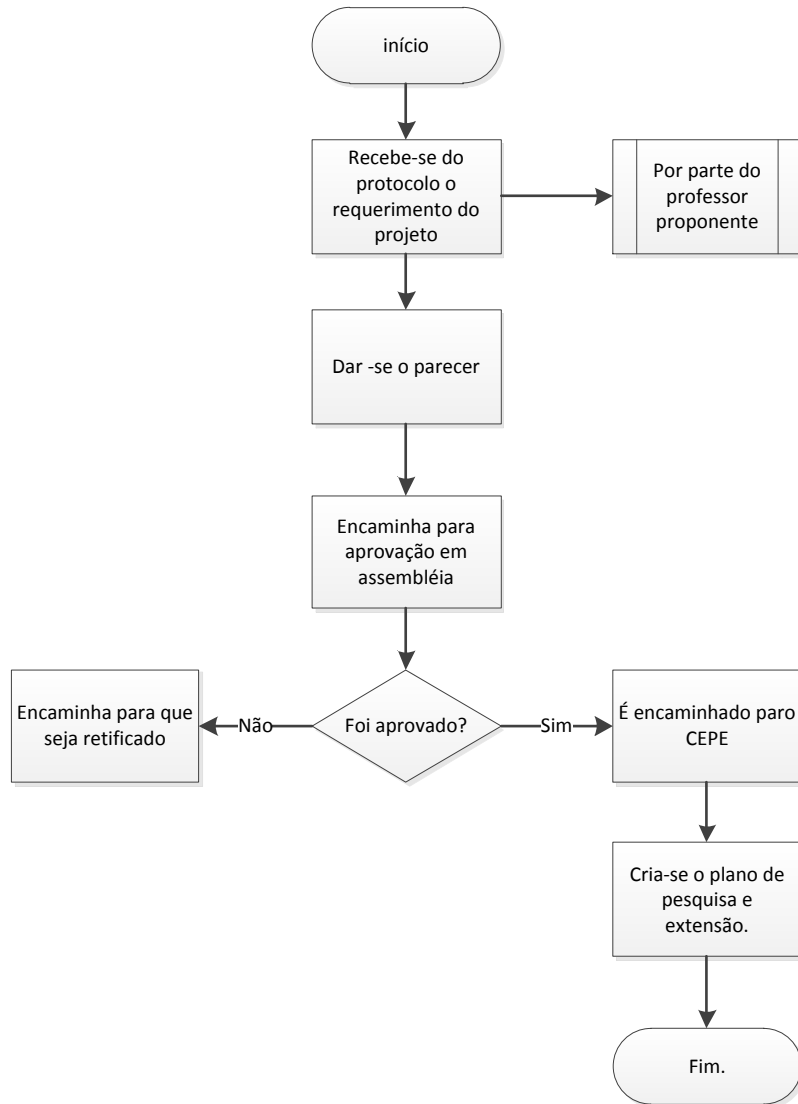 início
Recebe-se do
protocolo o
requerimento do
projeto
Por parte do
professor
proponente
Dar -se o parecer
Encaminha para
aprovação em
assembléia
Encaminha para que
seja retificado
Não
Foi aprovado?
Sim
É encaminhado paro
CEPE
Cria-se o plano de
pesquisa e
extensão.
Fim.